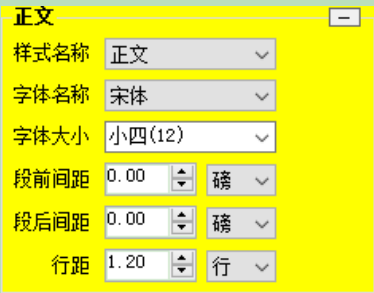 正文
样式名称 正文
字体名称 宋体
字体大小 小四(12)
段前间距 0.00 磅
段后间距 0.00 磅
行距 1.20 行